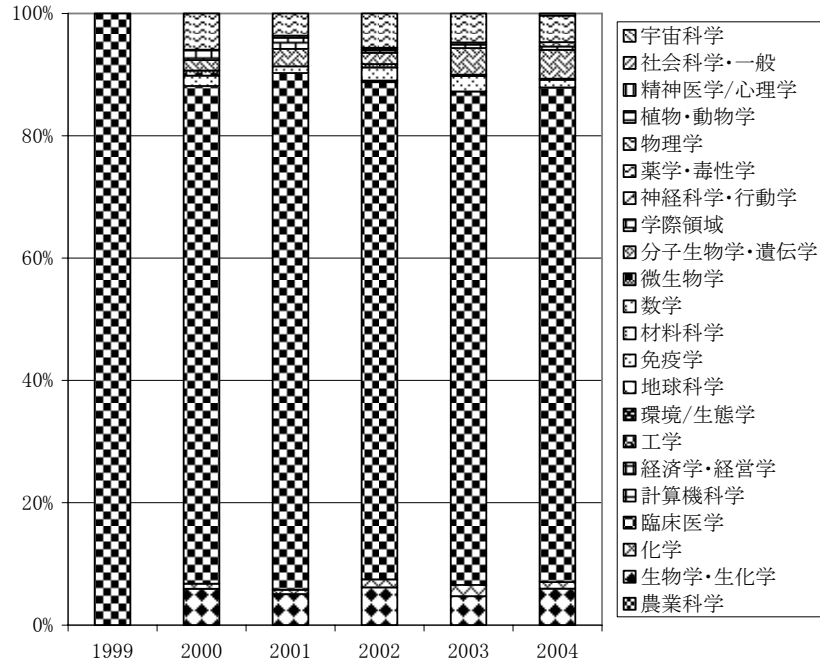 100%
80%
60%
40%
20%
0%
1999 2000 2001 2002 2003 2004
宇宙科学
社会科学・一般
精神医学/心理学
植物・動物学
物理学
薬学・毒性学
神経科学・行動学
学際領域
分子生物学・遺伝学
微生物学
数学
材料科学
免疫学
地球科学
環境/生態学
工学
経済学・経営学
計算機科学
臨床医学
化学
生物学・生化学
農業科学